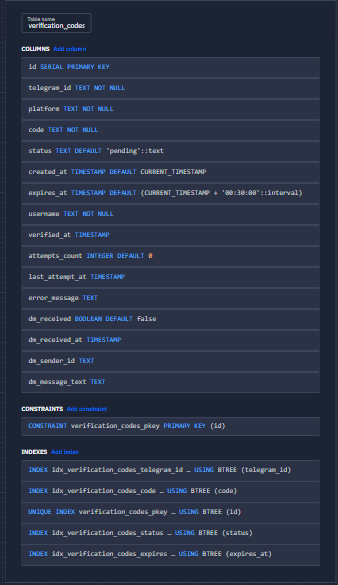 Table name
verification_codes
COLUMNS Add column
id SERIAL PRIMARY KEY
telegram_id TEXT NOT NULL
platform TEXT NOT NULL
code TEXT NOT NULL
status TEXT DEFAULT 'pending'::text
created_at TIMESTAMP DEFAULT CURRENT_TIMESTAMP
expires_at TIMESTAMP DEFAULT (CURRENT_TIMESTAMP + '00:30:00'::interval)
username TEXT NOT NULL
verified_at TIMESTAMP
attempts_count INTEGER DEFAULT 0
last_attempt_at TIMESTAMP
error_message TEXT
dm_received BOOLEAN DEFAULT false
dm_received_at TIMESTAMP
dm_sender_id TEXT
dm_message_text TEXT
CONSTRAINTS Add constraint
CONSTRAINT verification_codes_pkey PRIMARY KEY (id)
INDEXES Add index
INDEX idx_verification_codes_telegram_id … USING BTREE (telegram_id)
INDEX idx_verification_codes_code … USING BTREE (code)
UNIQUE INDEX verification_codes_pkey … USING BTREE (id)
INDEX idx_verification_codes_status … USING BTREE (status)
INDEX idx_verification_codes_expires … USING BTREE (expires_at)